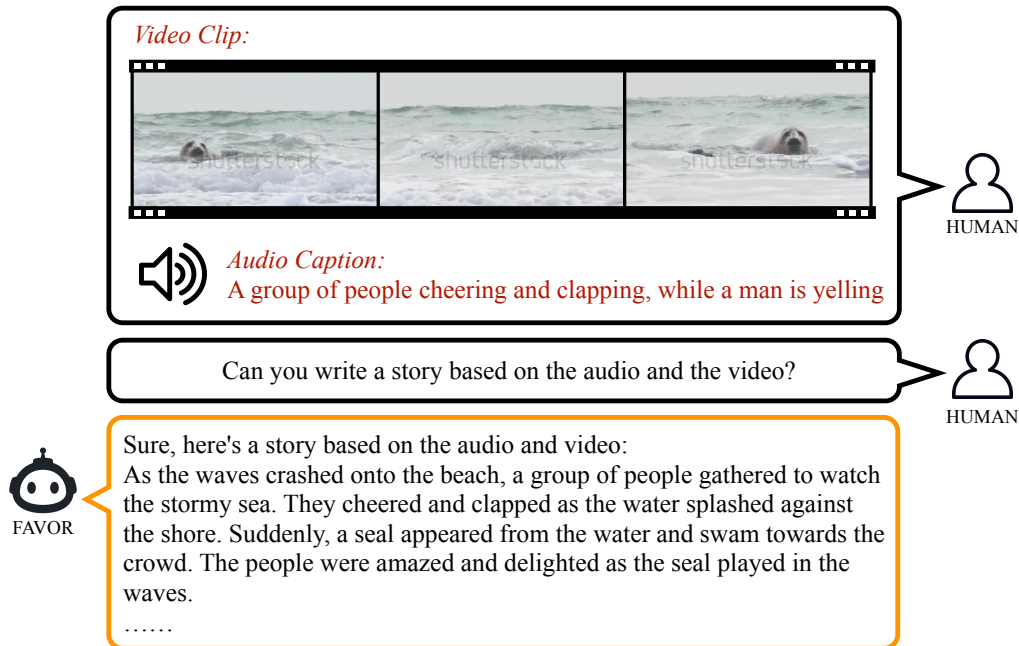 Video Clip:
shutterstock shutterstock shutterstock
Audio Caption:
A group of people cheering and clapping, while a man is yelling
HUMAN
Can you write a story based on the audio and the video?
HUMAN
Sure, here's a story based on the audio and video:
As the waves crashed onto the beach, a group of people gathered to watch
the stormy sea. They cheered and clapped as the water splashed against
the shore. Suddenly, a seal appeared from the water and swam towards the
crowd. The people were amazed and delighted as the seal played in the
waves.
……
FAVOR